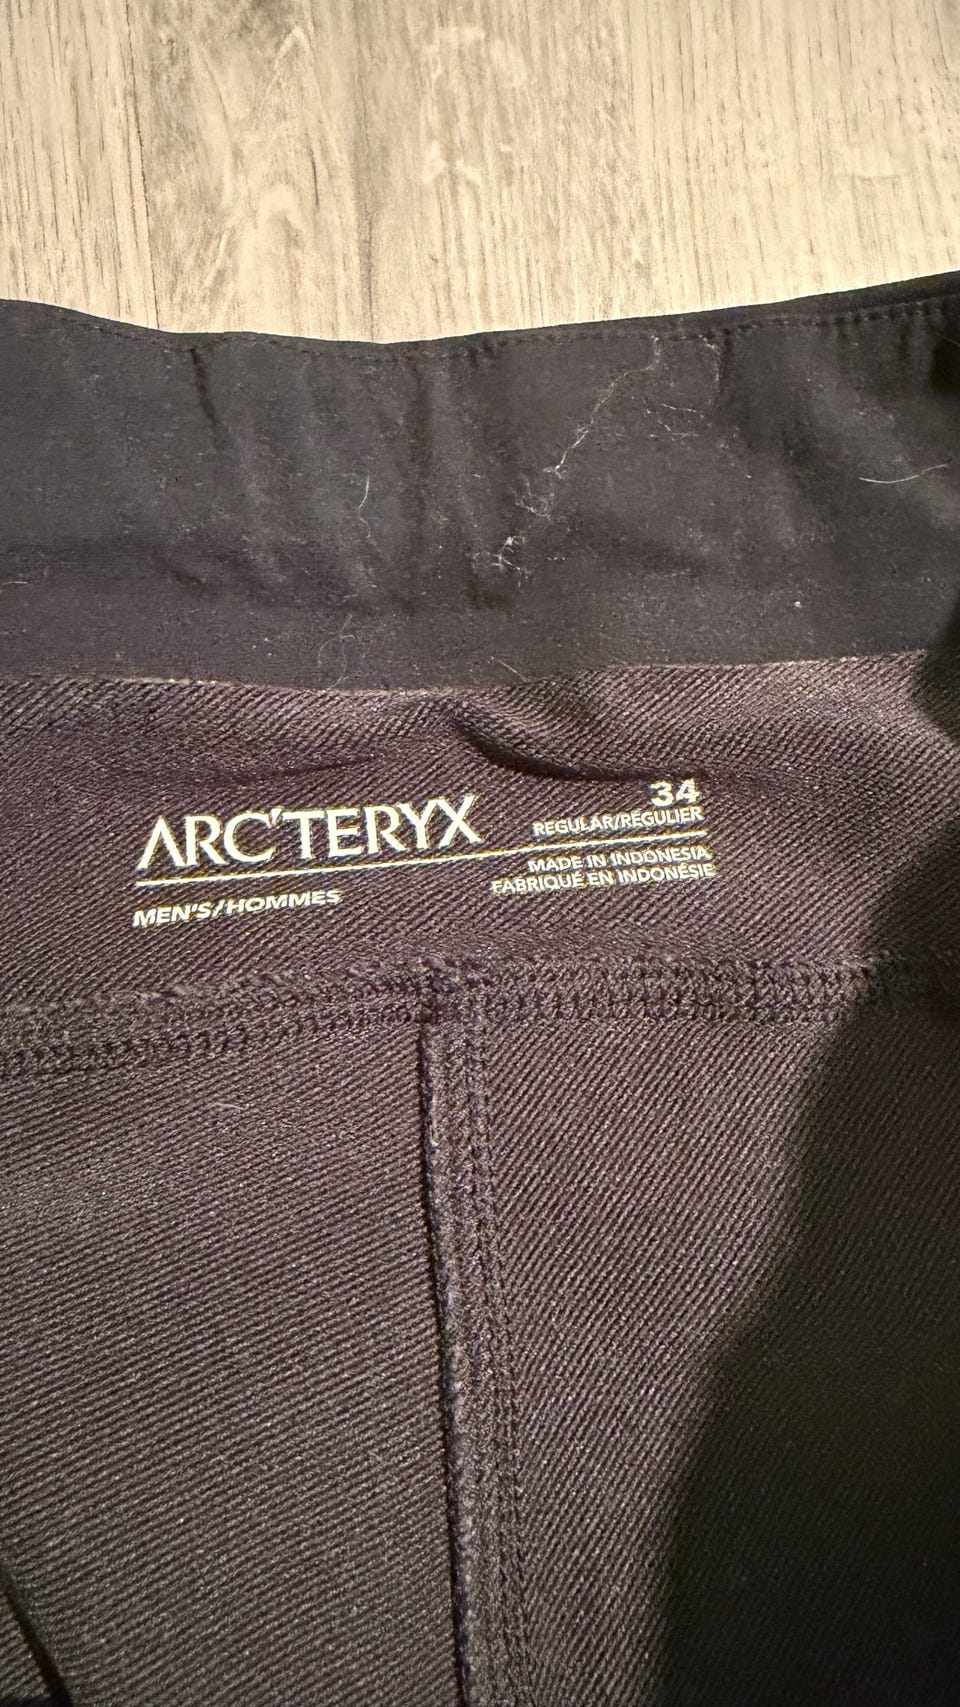 ARC'TERYX
MEN'S/HOMMES
34
REGULAR/RÉGULIER
MADE IN INDONESIA
FABRIQUÉ EN INDONÉSIE